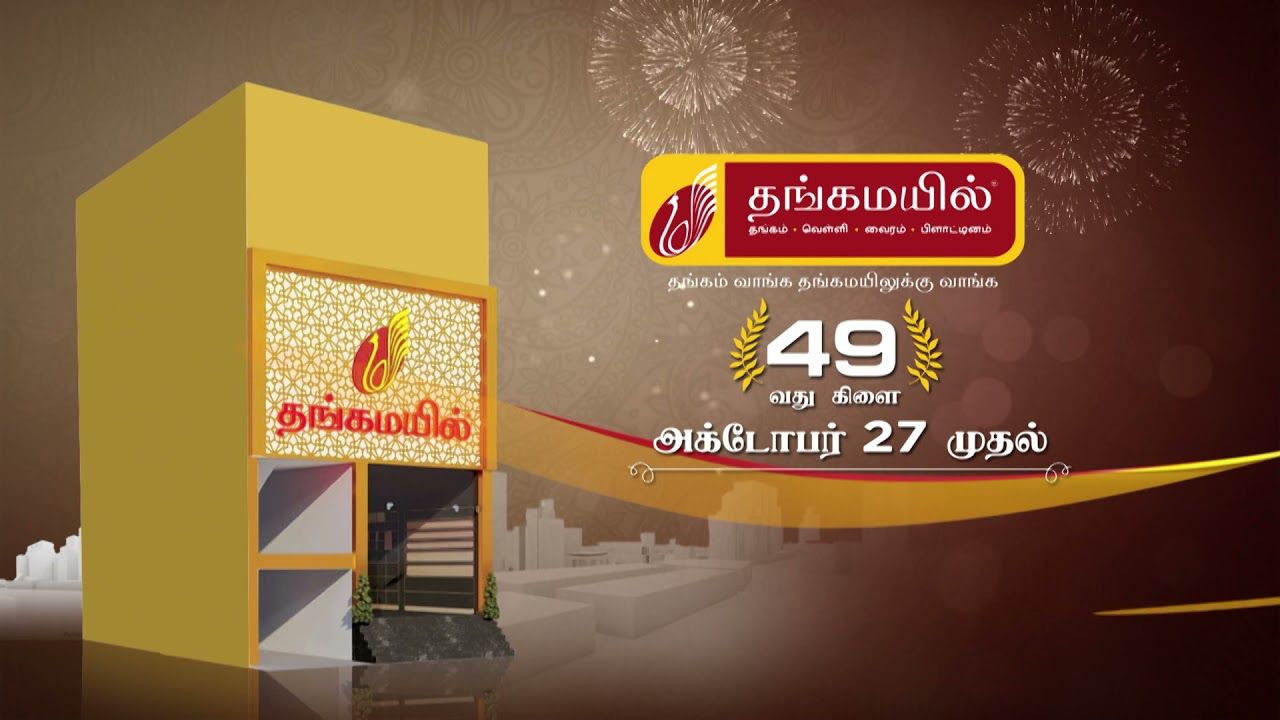 தங்கமயில்
தங்கமயில்®
தங்கம் • வெள்ளி • வைரம் • பிளாட்டினம்
தங்கம் வாங்க தங்கமயிலுக்கு வாங்க
49
வது கிளை
அக்டோபர் 27 முதல்